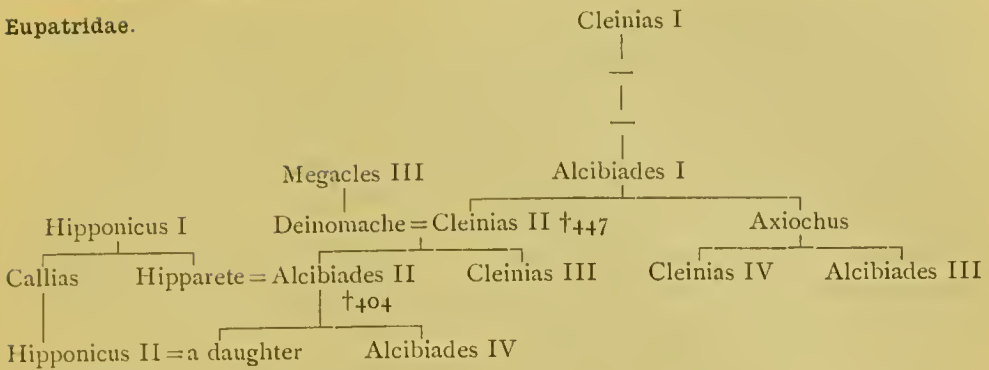 Eupatridae.
Cleinias I
Megacles III Alcibiades I
Hipponicus I Deinomache = Cleinias II †447 Axiochus
Callias Hipparete = Alcibiades II Cleinias III Cleinias IV Alcibiades III
†404
Hipponicus II = a daughter Alcibiades IV